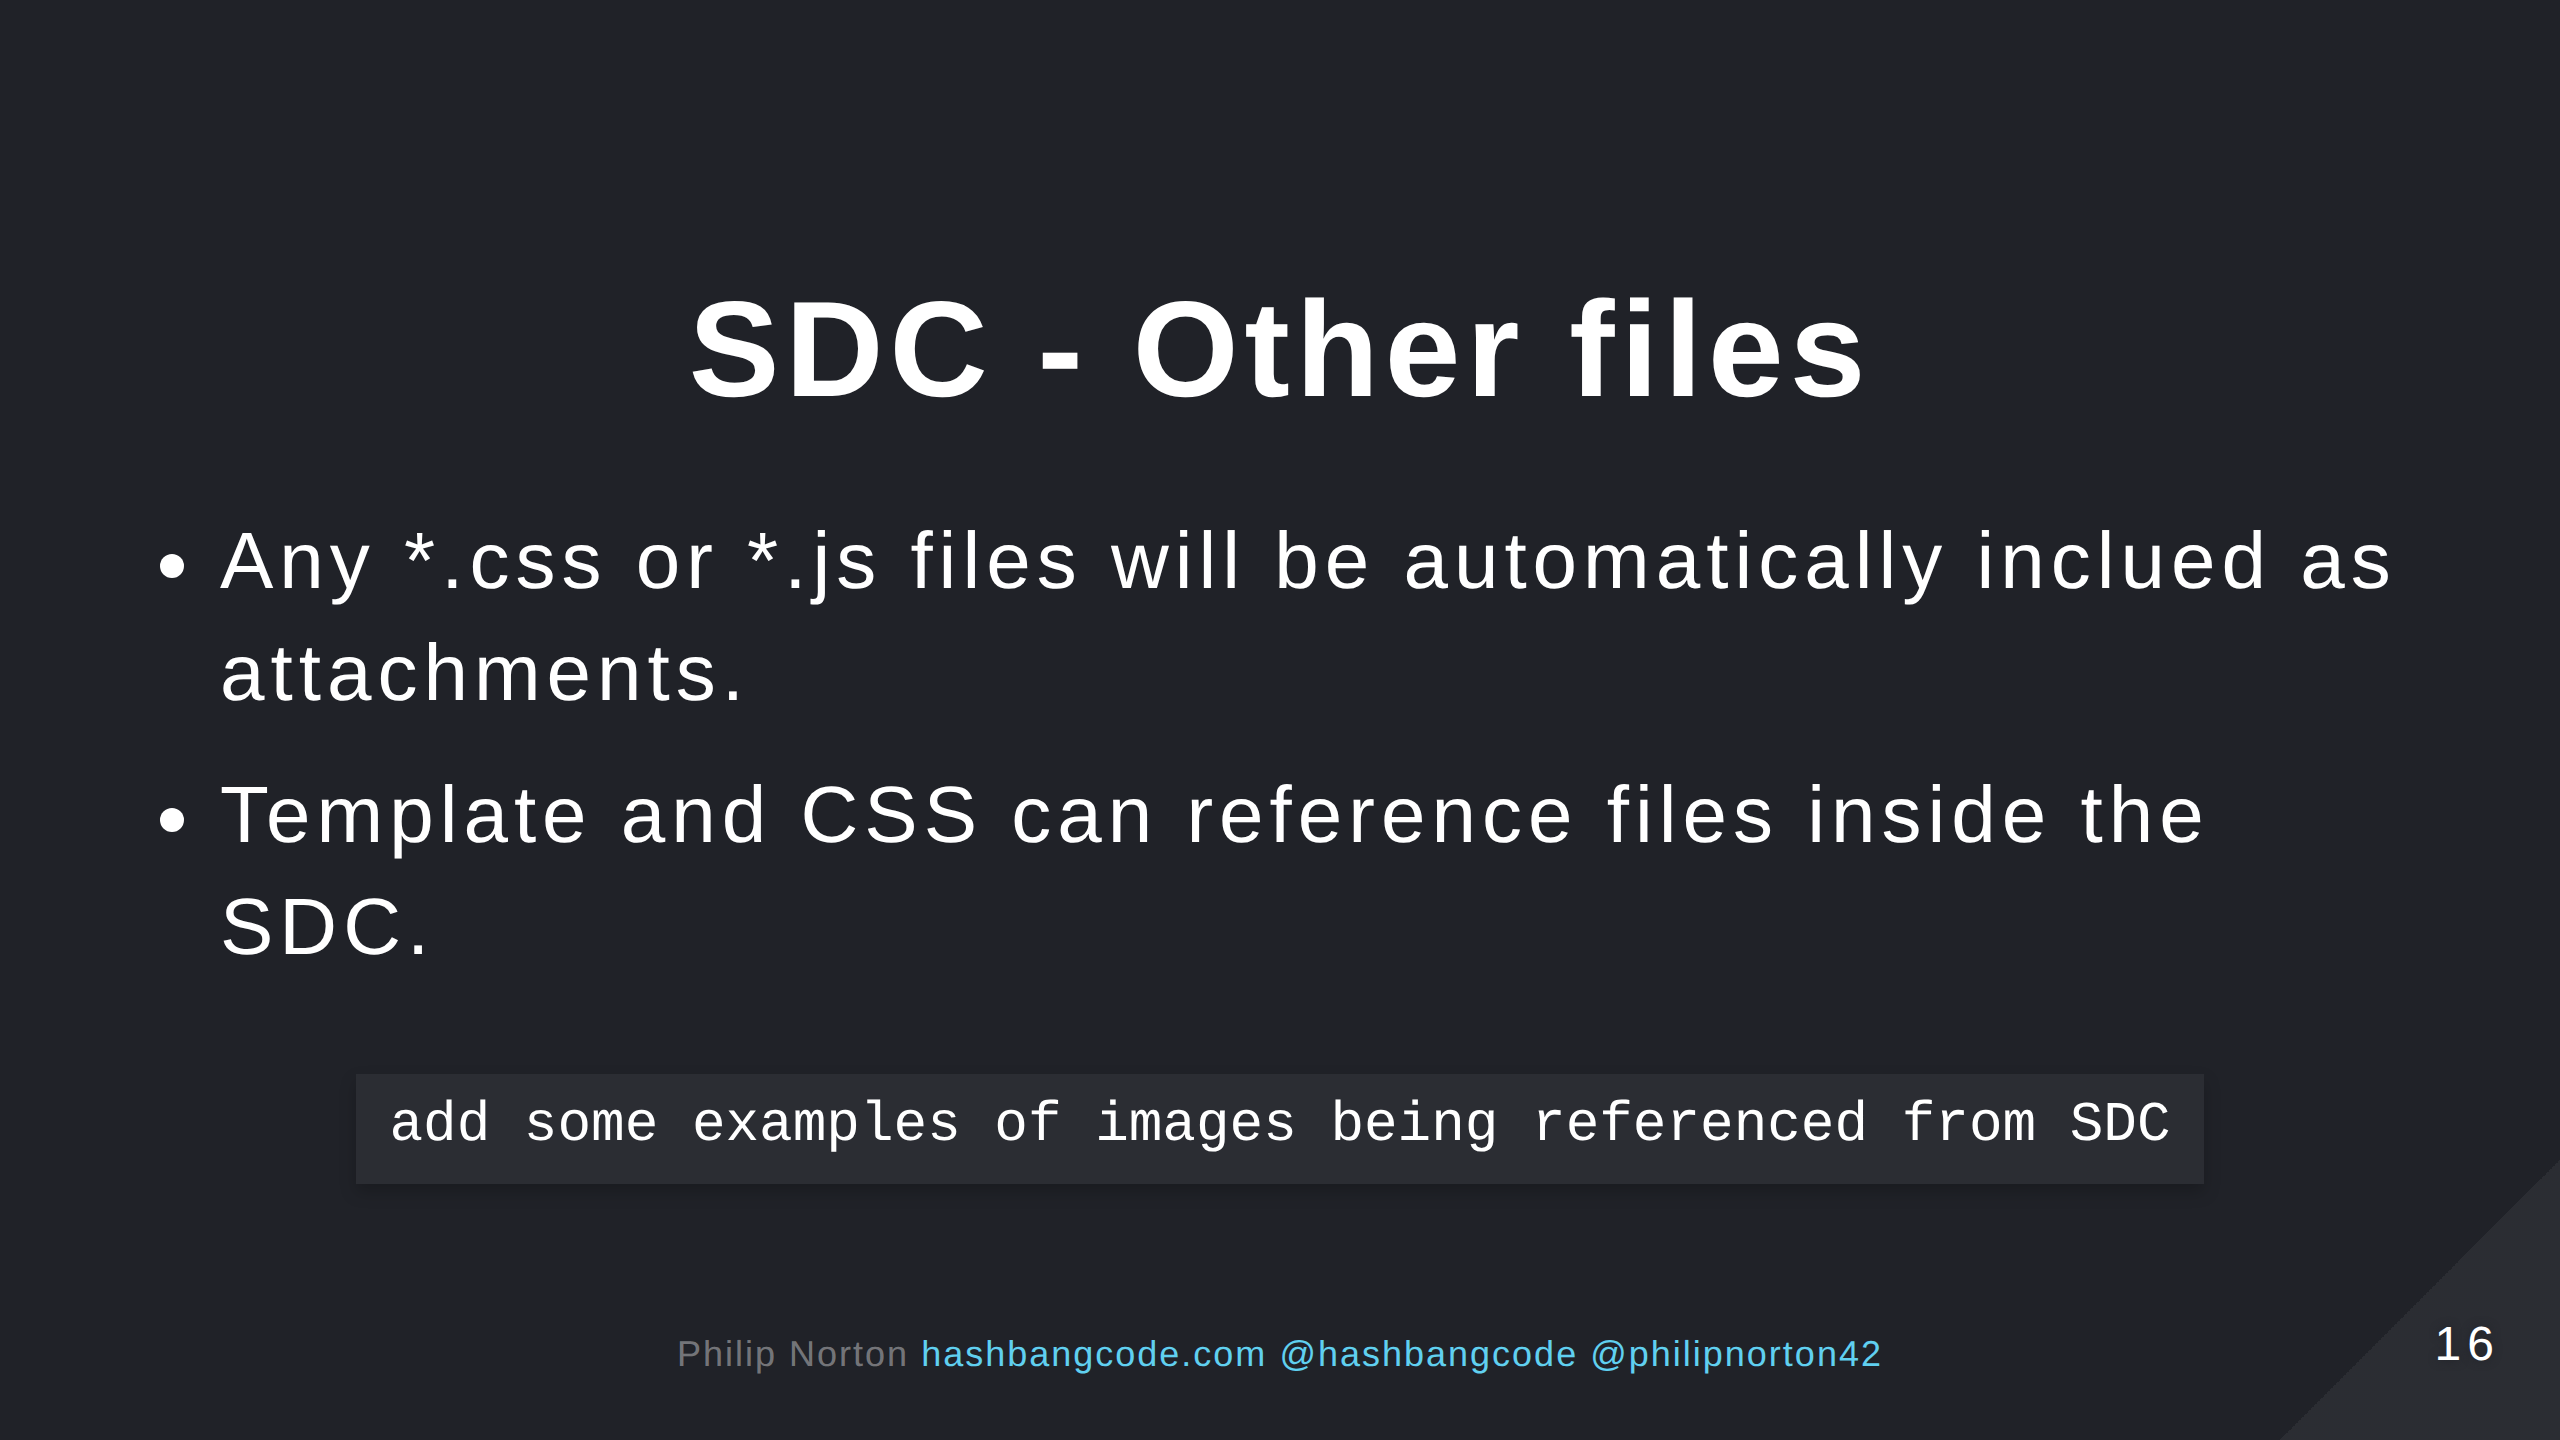 SDC - Other files
• Any *.css or *.js files will be automatically inclued as
attachments.
• Template and CSS can reference files inside the
SDC.
add some examples of images being referenced from SDC
Philip Norton hashbangcode.com @hashbangcode @philipnorton42
16